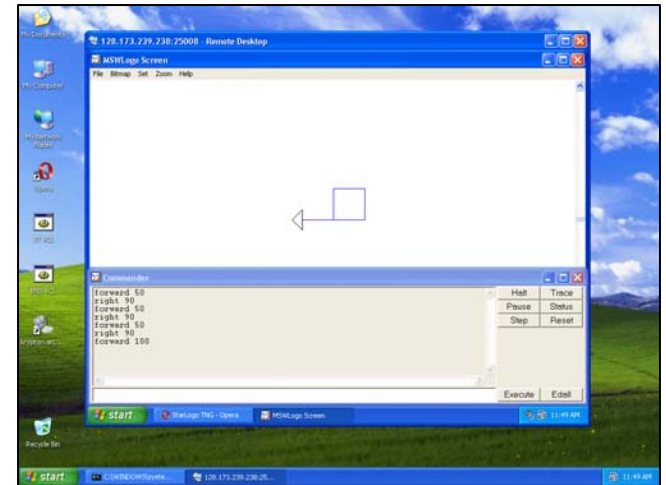 My Documents
128.173.239.238:25008 - Remote Desktop
MSWLogo Screen
File Bitmap Set Zoom Help
My Computer
My Network
Places
Opera
Commander
forward 50
right 90
forward 50
right 90
forward 50
right 90
forward 100
Halt Trace
Pause Status
Step Reset
Execute Edall
start StarLogo TNG - Opera MSWLogo Screen 11:49 AM
Recycle Bin
start C:\WINDOWS\syste... 128.173.239.238:25... 11:49 AM